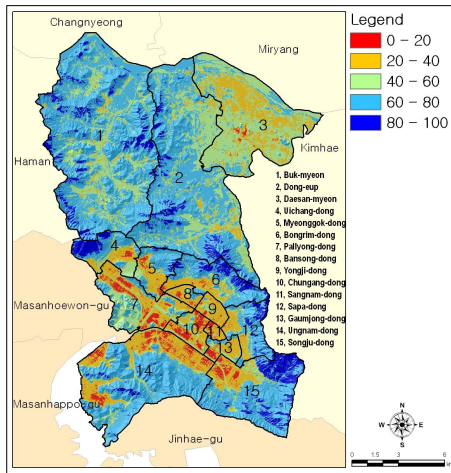 Changnyeong
Miryang
Haman
Kimhae
Masanhoewon-gu
Masanhappo-gu
Jinhae-gu
1
2
3
4
5
6
7
8
9
10
11
12
13
14
15
Legend
0 - 20
20 - 40
40 - 60
60 - 80
80 - 100
1, Buk-myeon
2, Dong-eup
3, Daesan-myeon
4, Uichang-dong
5, Myeonggok-dong
6, Bongrim-dong
7, Pallyong-dong
8, Bansong-dong
9, Yongji-dong
10, Chungang-dong
11, Sangnam-dong
12, Sapa-dong
13, Gaumjong-dong
14, Ungnam-dong
15, Songju-dong
N
W
E
S
0
1.5
3
6